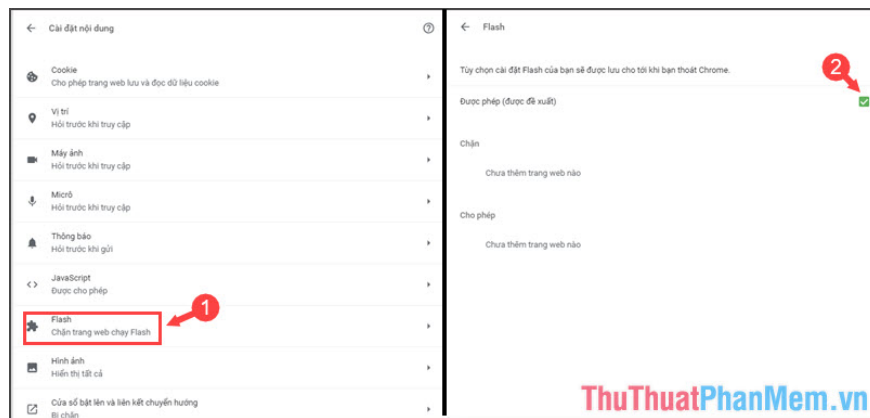 Cài đặt nội dung
Cookie
Cho phép trang web lưu và đọc dữ liệu cookie
Vị trí
Hỏi trước khi truy cập
Máy ảnh
Hỏi trước khi truy cập
Micrô
Hỏi trước khi truy cập
Thông báo
Hỏi trước khi gửi
JavaScript
Được cho phép
1
Flash
Chặn trang web chạy Flash
Hình ảnh
Hiển thị tất cả
Cửa sổ bật lên và liên kết chuyển hướng
Bị chặn
Flash
Tùy chọn cài đặt Flash của bạn sẽ được lưu cho tới khi bạn thoát Chrome.
2
Được phép (được đề xuất)
Chặn
Chưa thêm trang web nào
Cho phép
Chưa thêm trang web nào
ThuThuatPhanMem.vn